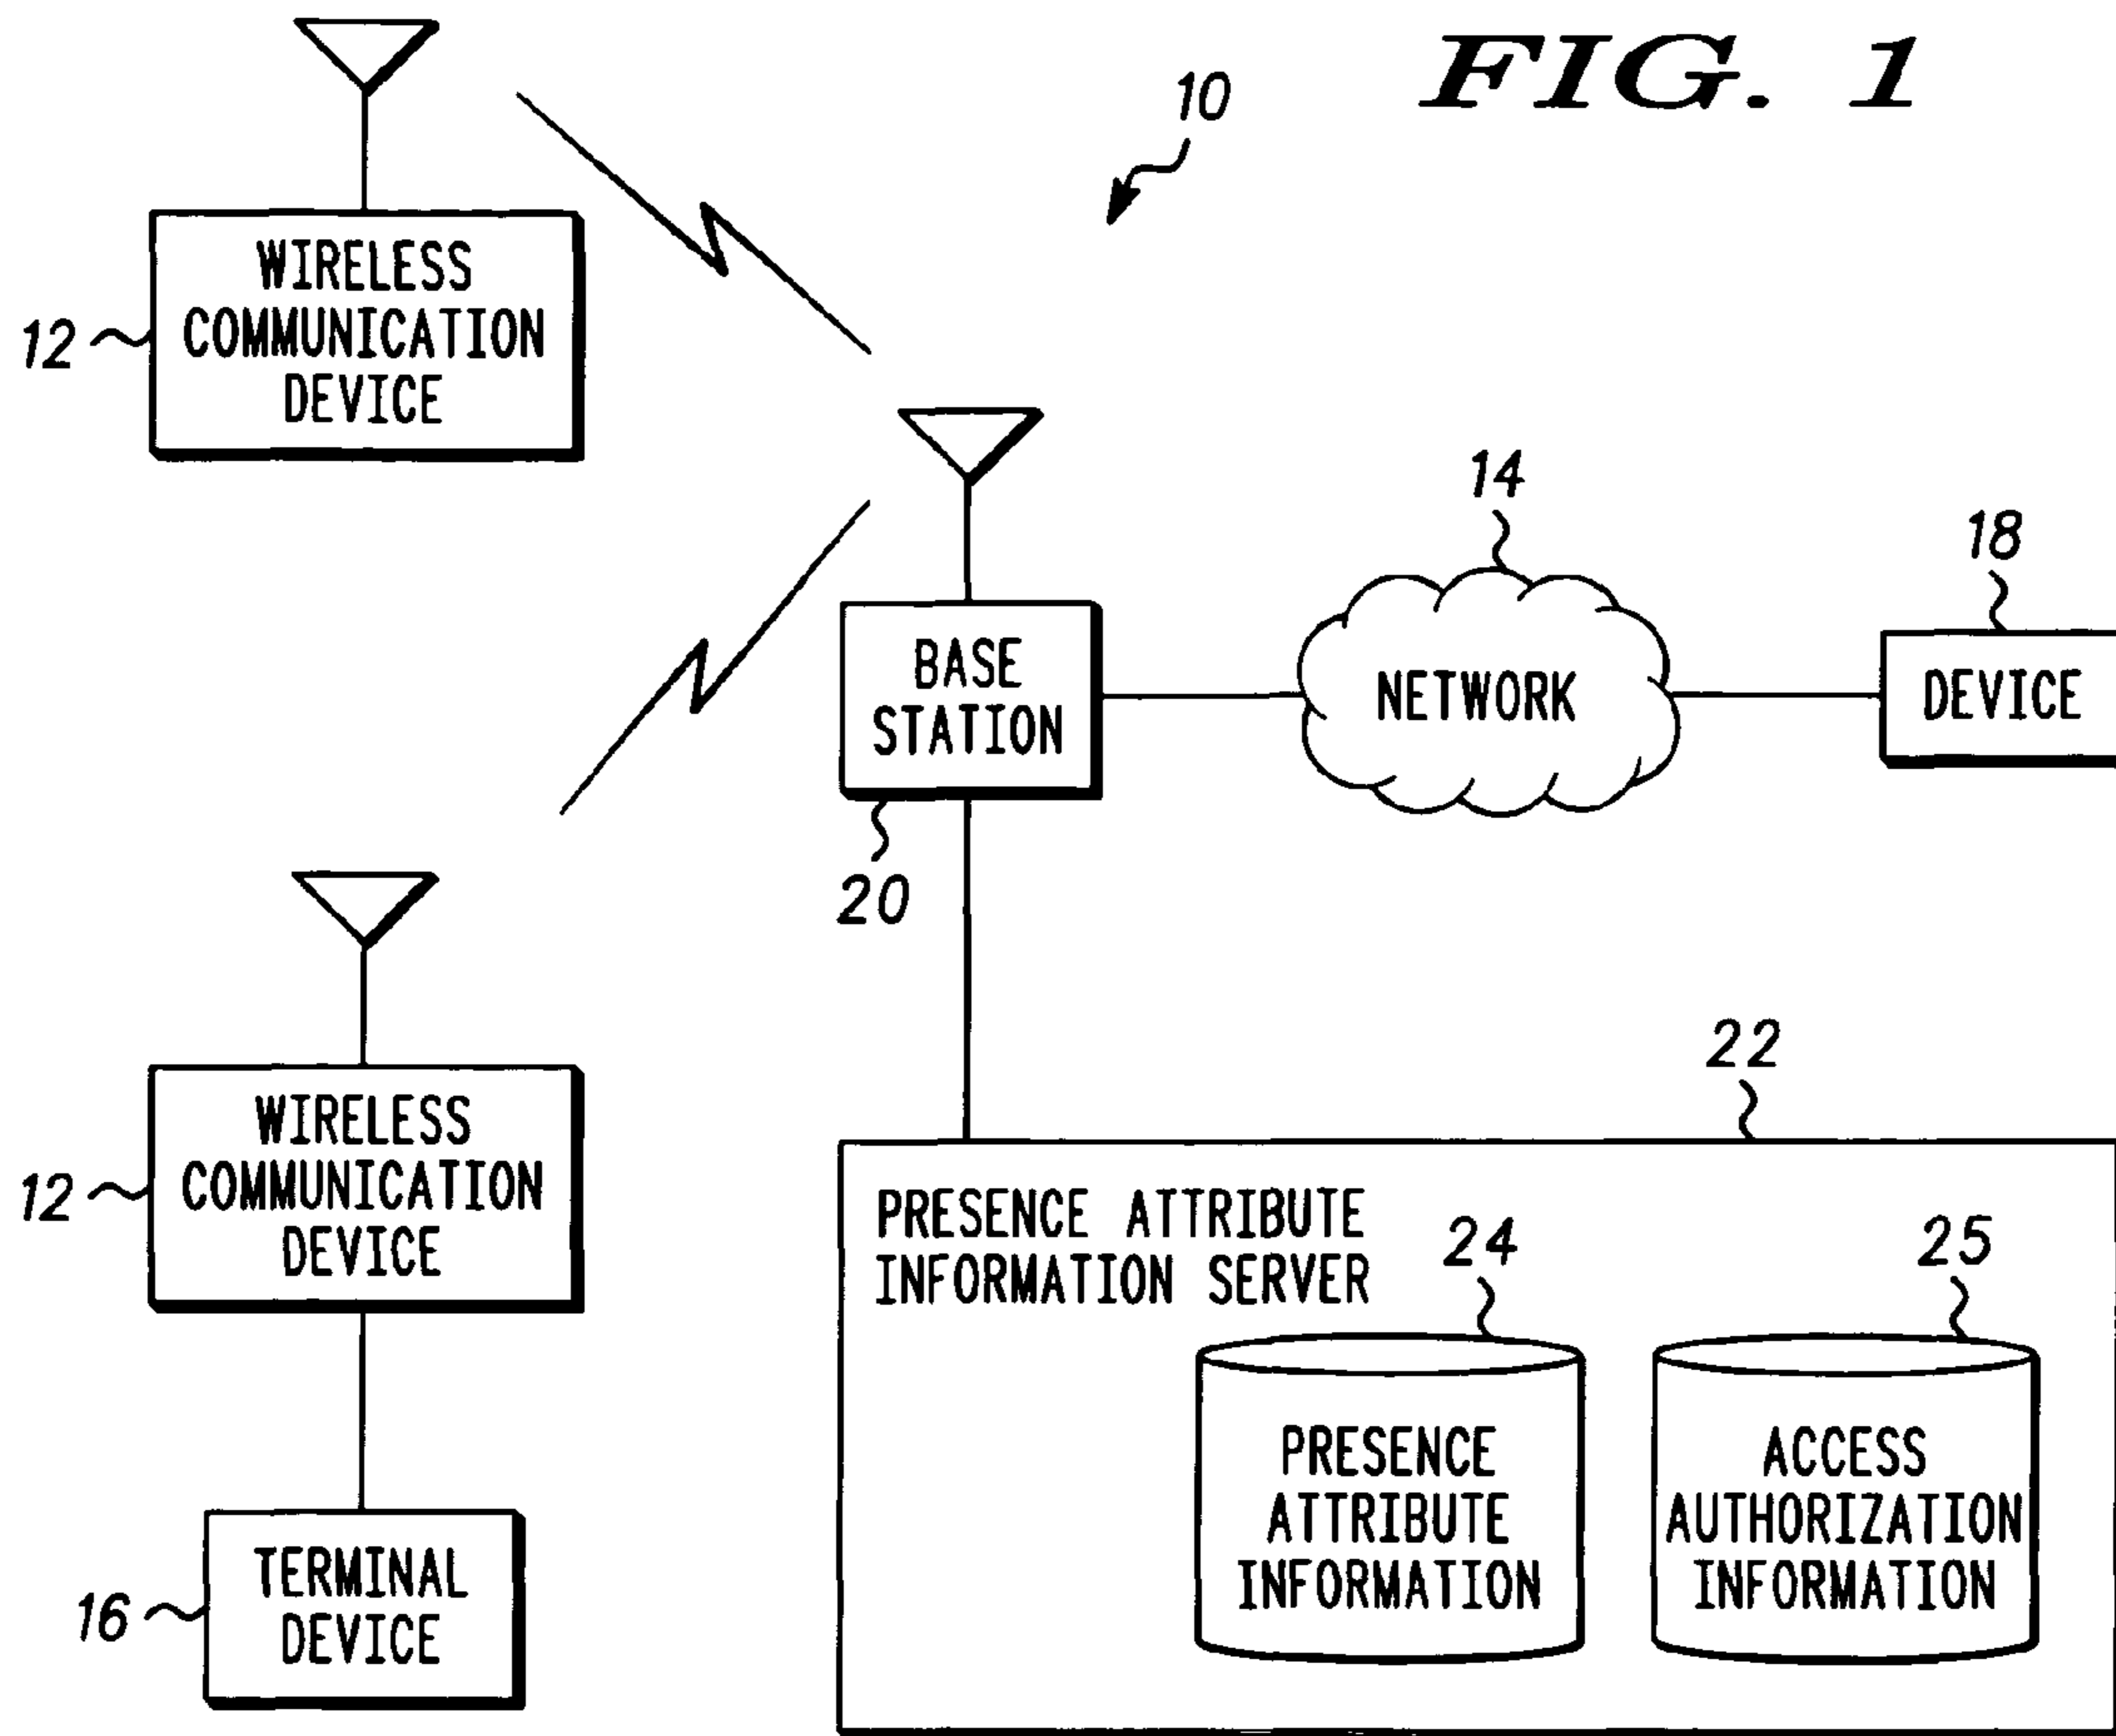 FIG. 1
10
WIRELESS
COMMUNICATION
DEVICE
12
14
18
BASE
STATION
NETWORK
DEVICE
20
22
WIRELESS
COMMUNICATION
DEVICE
12
PRESENCE ATTRIBUTE
INFORMATION SERVER
24
25
PRESENCE
ATTRIBUTE
INFORMATION
ACCESS
AUTHORIZATION
INFORMATION
TERMINAL
DEVICE
16